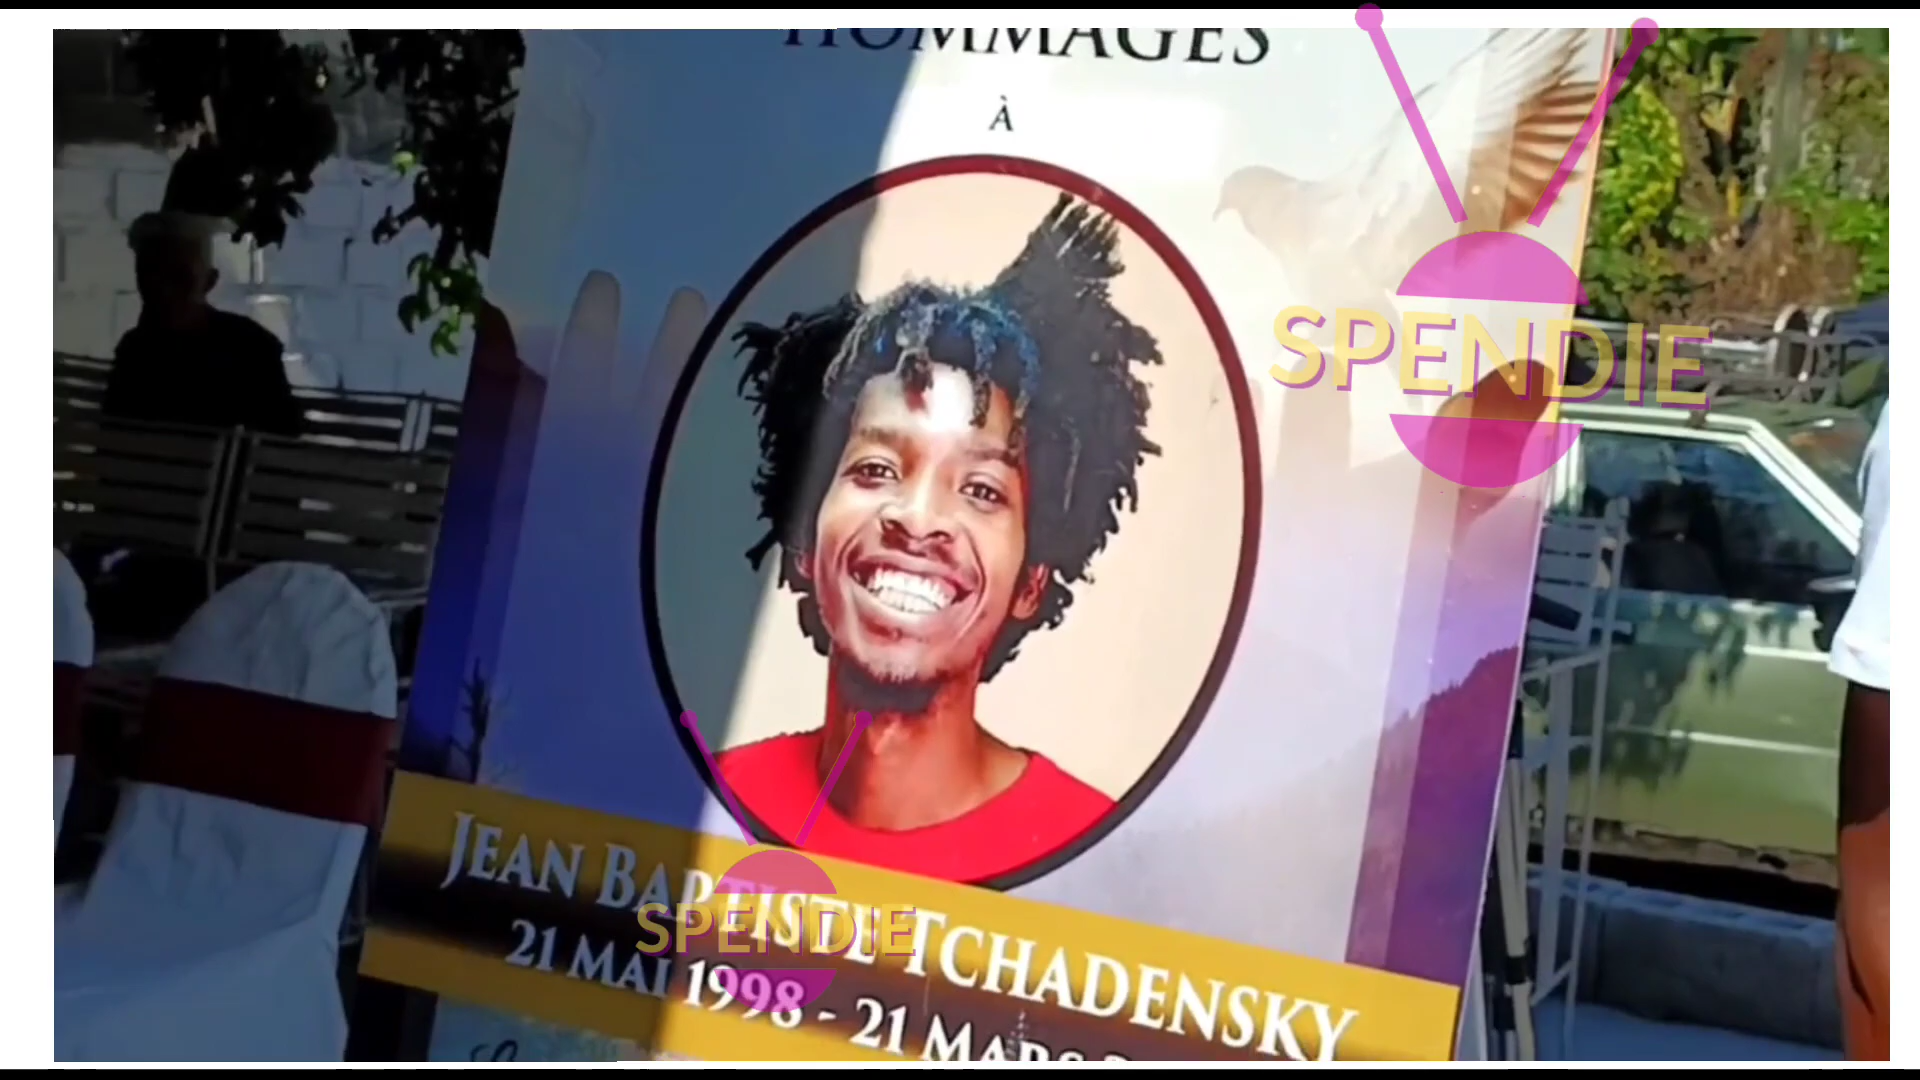 HOMMAGES
À
SPENDIE
JEAN BAPTISTE TCHADENSKY
SPENDIE
21 MAI 1998 - 21 MARS